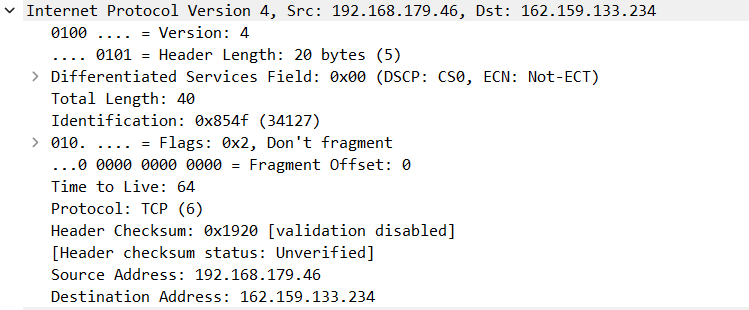 Internet Protocol Version 4, Src: 192.168.179.46, Dst: 162.159.133.234
0100 .... = Version: 4
.... 0101 = Header Length: 20 bytes (5)
Differentiated Services Field: 0x00 (DSCP: CS0, ECN: Not-ECT)
Total Length: 40
Identification: 0x854f (34127)
010. .... = Flags: 0x2, Don't fragment
...0 0000 0000 0000 = Fragment Offset: 0
Time to Live: 64
Protocol: TCP (6)
Header Checksum: 0x1920 [validation disabled]
[Header checksum status: Unverified]
Source Address: 192.168.179.46
Destination Address: 162.159.133.234